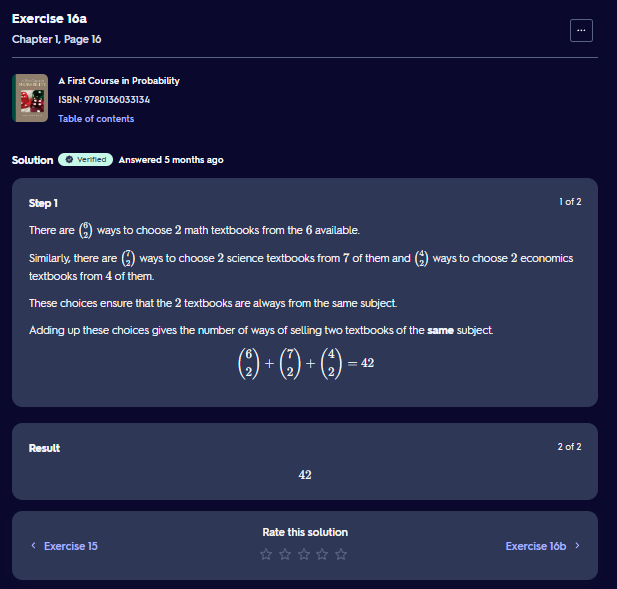 Exercise 16a
Chapter 1, Page 16
...
A First Course in Probability
ISBN: 9780136033134
Table of contents
Solution Verified Answered 5 months ago
Step 1 1 of 2
There are (6 2) ways to choose 2 math textbooks from the 6 available.
Similarly, there are (7 2) ways to choose 2 science textbooks from 7 of them and (4 2) ways to choose 2 economics
textbooks from 4 of them.
These choices ensure that the 2 textbooks are always from the same subject.
Adding up these choices gives the number of ways of selling two textbooks of the same subject.
(6 2) + (7 2) + (4 2) = 42
Result 2 of 2
42
Rate this solution
‹ Exercise 15 Exercise 16b ›